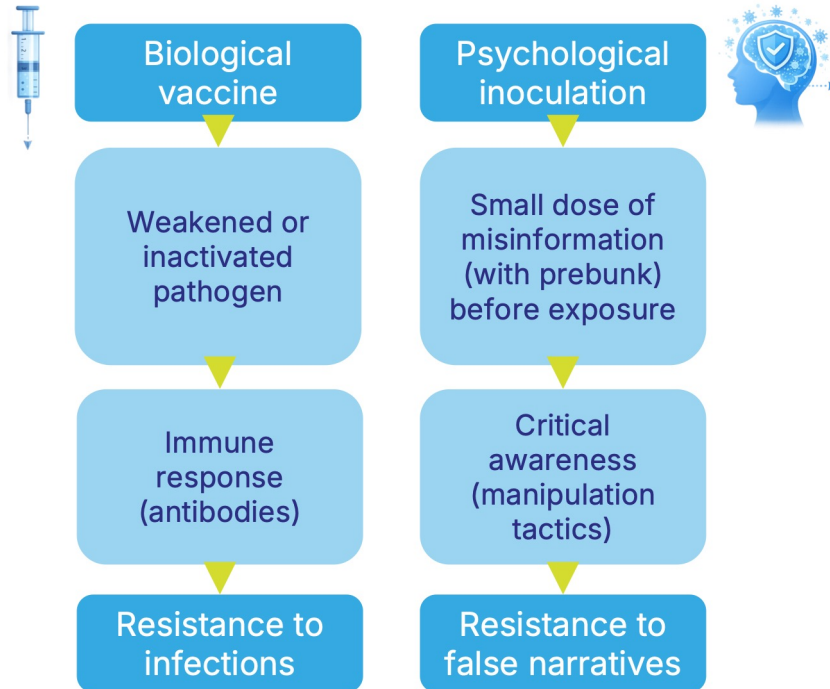 Biological
vaccine
Psychological
inoculation
Weakened or
inactivated
pathogen
Small dose of
misinformation
(with prebunk)
before exposure
Immune
response
(antibodies)
Critical
awareness
(manipulation
tactics)
Resistance to
infections
Resistance to
false narratives